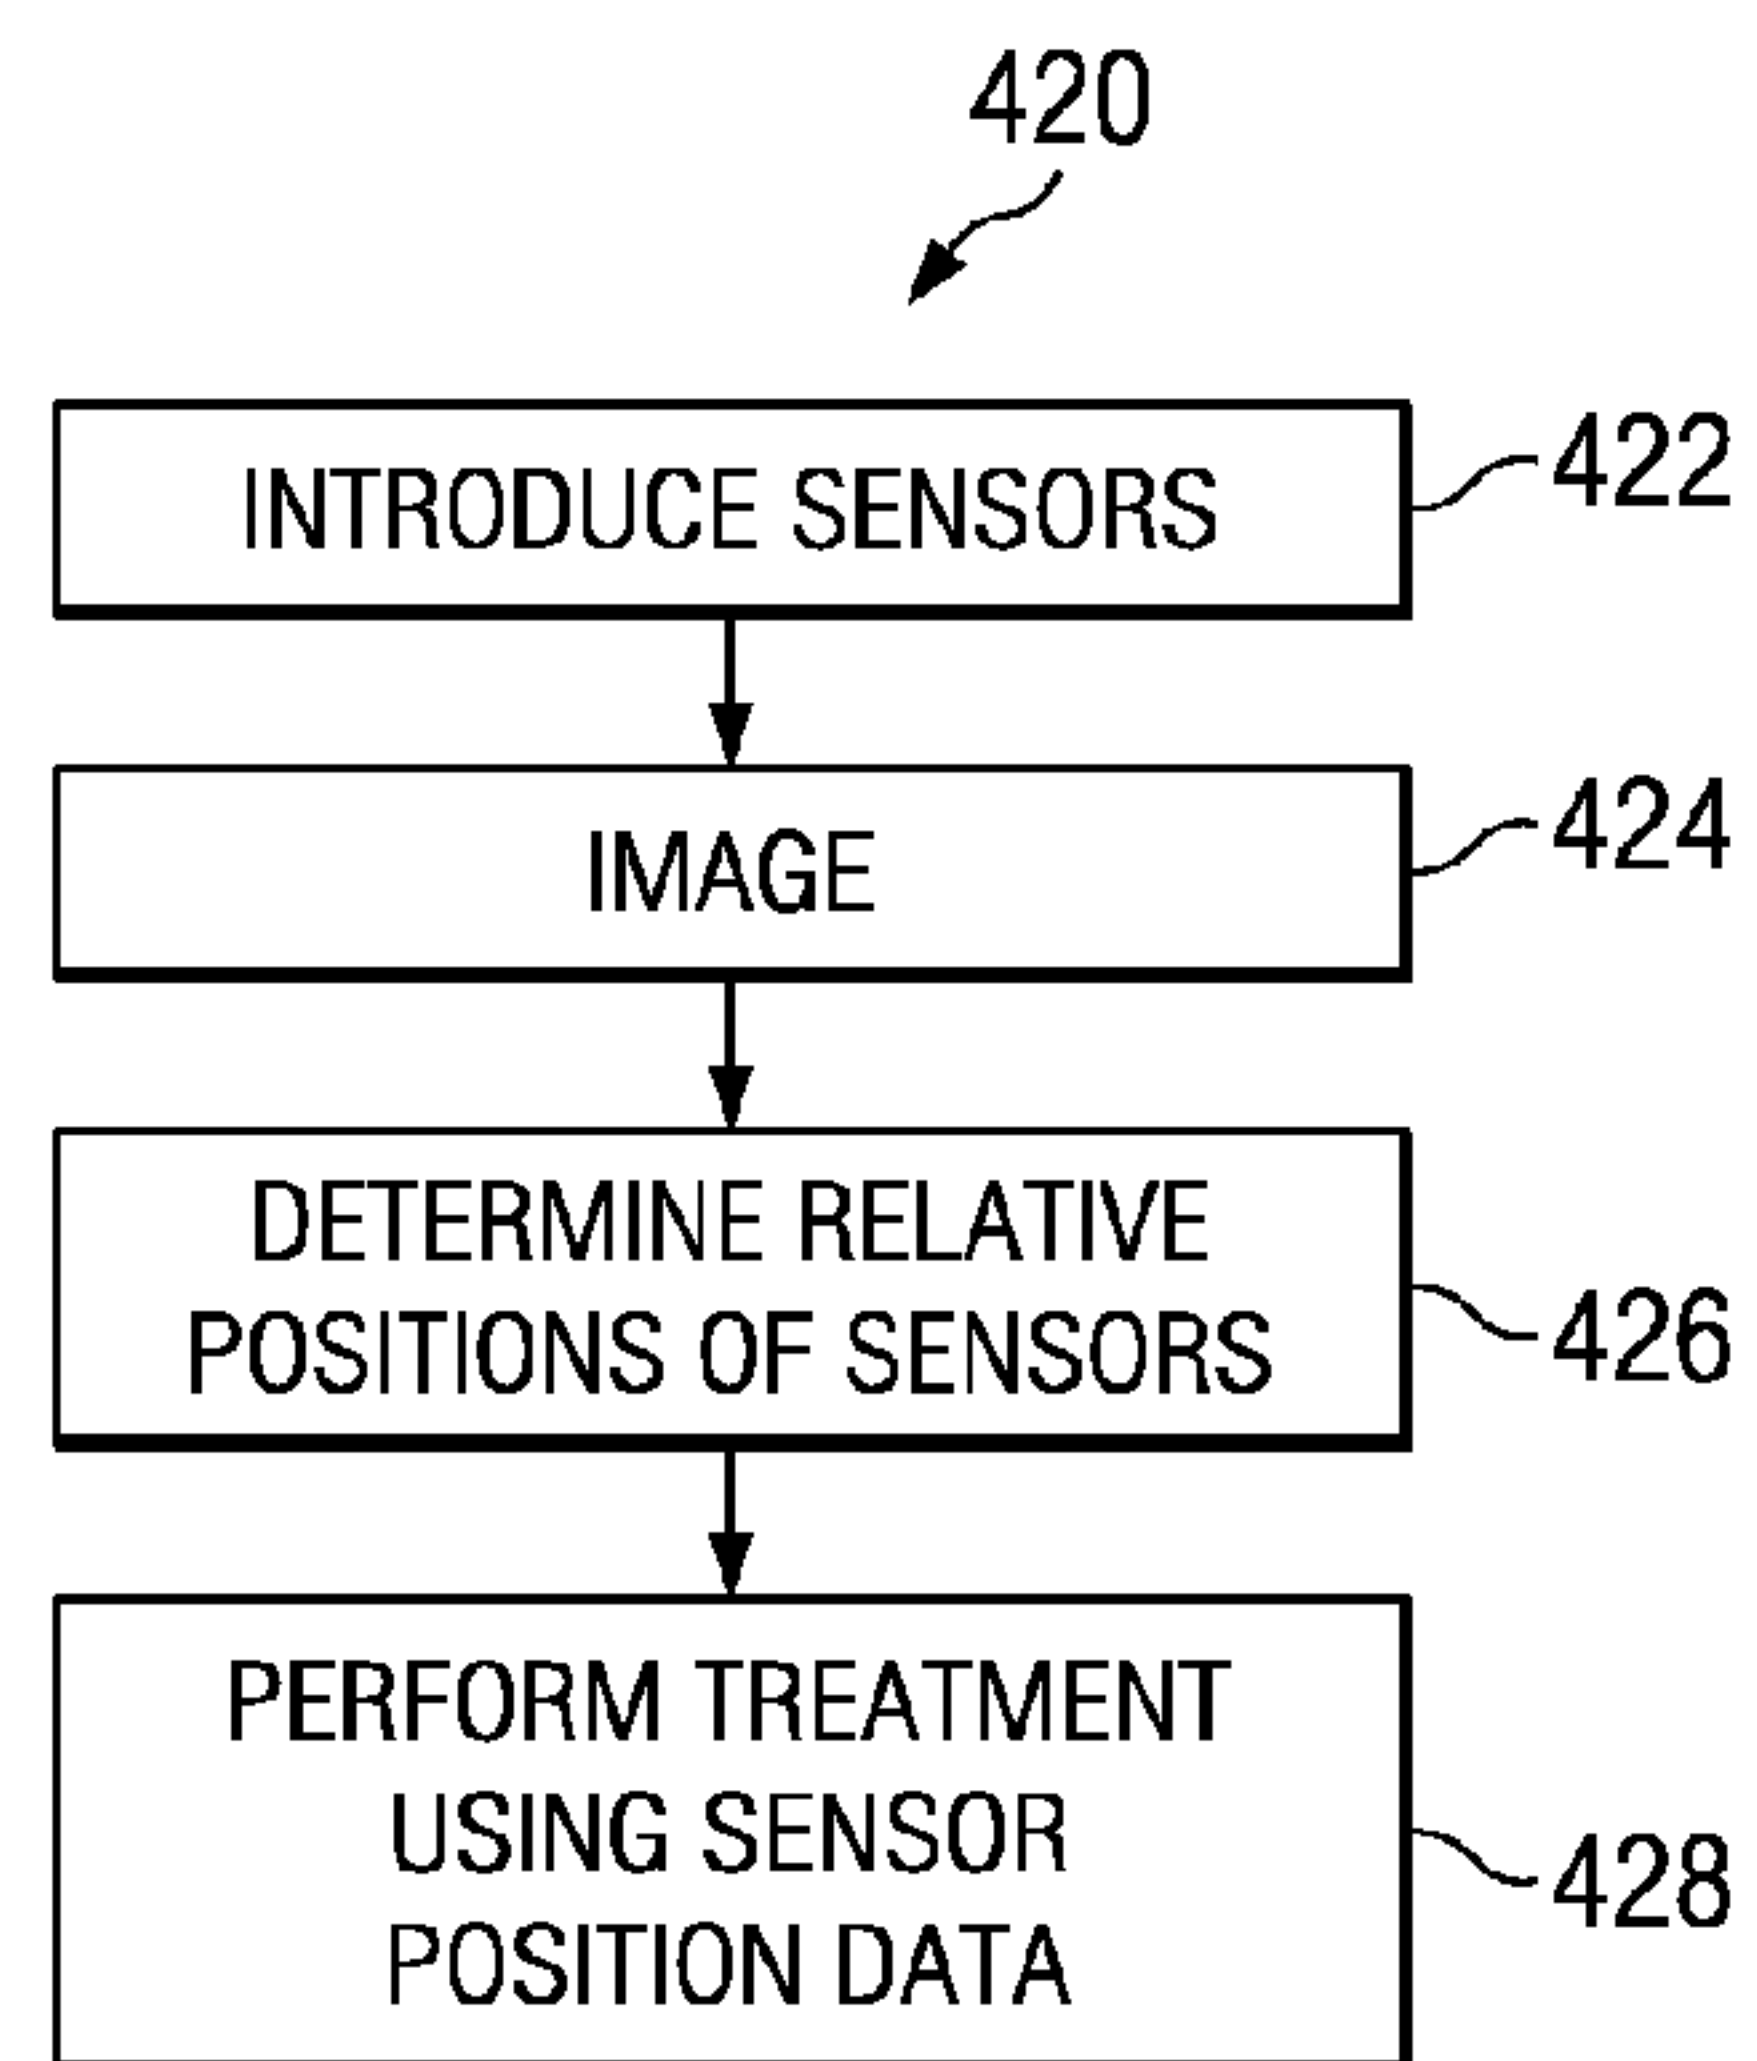 420
INTRODUCE SENSORS
422
IMAGE
424
DETERMINE RELATIVE
POSITIONS OF SENSORS
426
PERFORM TREATMENT
USING SENSOR
POSITION DATA
428